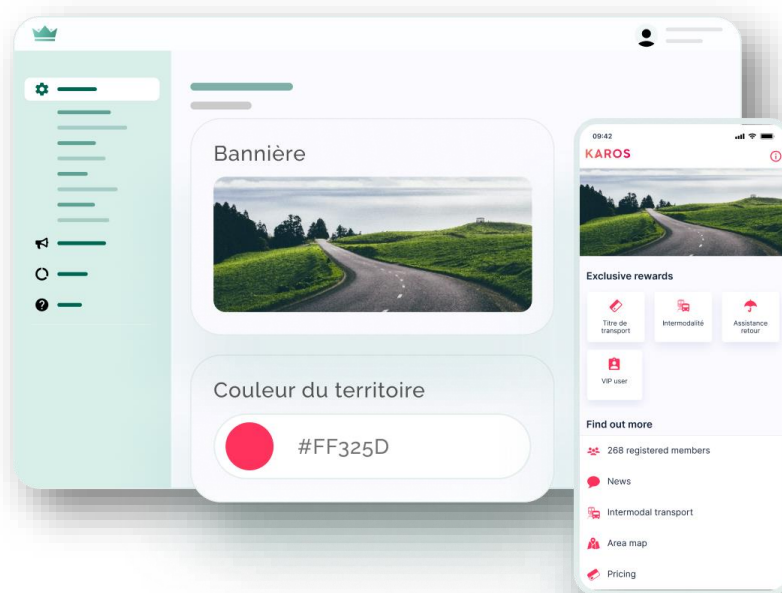 Bannière
Couleur du territoire
#FF325D
09:42
KAROS
Exclusive rewards
Titre de
transport
Intermodalité
Assistance
retour
VIP user
Find out more
268 registered members
News
Intermodal transport
Area map
Pricing